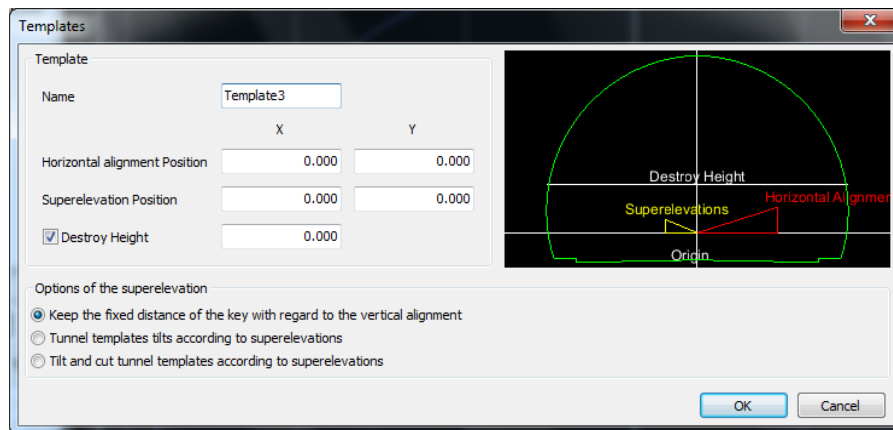 Templates
Template
Name Template3
X Y
Horizontal alignment Position 0.000 0.000
Superelevation Position 0.000 0.000
Destroy Height 0.000
Destroy Height
Horizontal Alignmen
Superelevations
Origin
Options of the superelevation
Keep the fixed distance of the key with regard to the vertical alignment
Tunnel templates tilts according to superelevations
Tilt and cut tunnel templates according to superelevations
OK Cancel